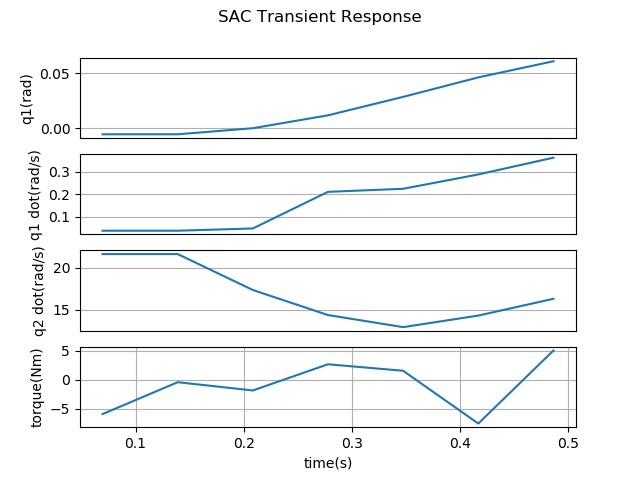 SAC Transient Response
q1(rad)
0.05
0.00
q1 dot(rad/s)
0.3
0.2
0.1
q2 dot(rad/s)
20
15
torque(Nm)
5
0
−5
0.1 0.2 0.3 0.4 0.5
time(s)